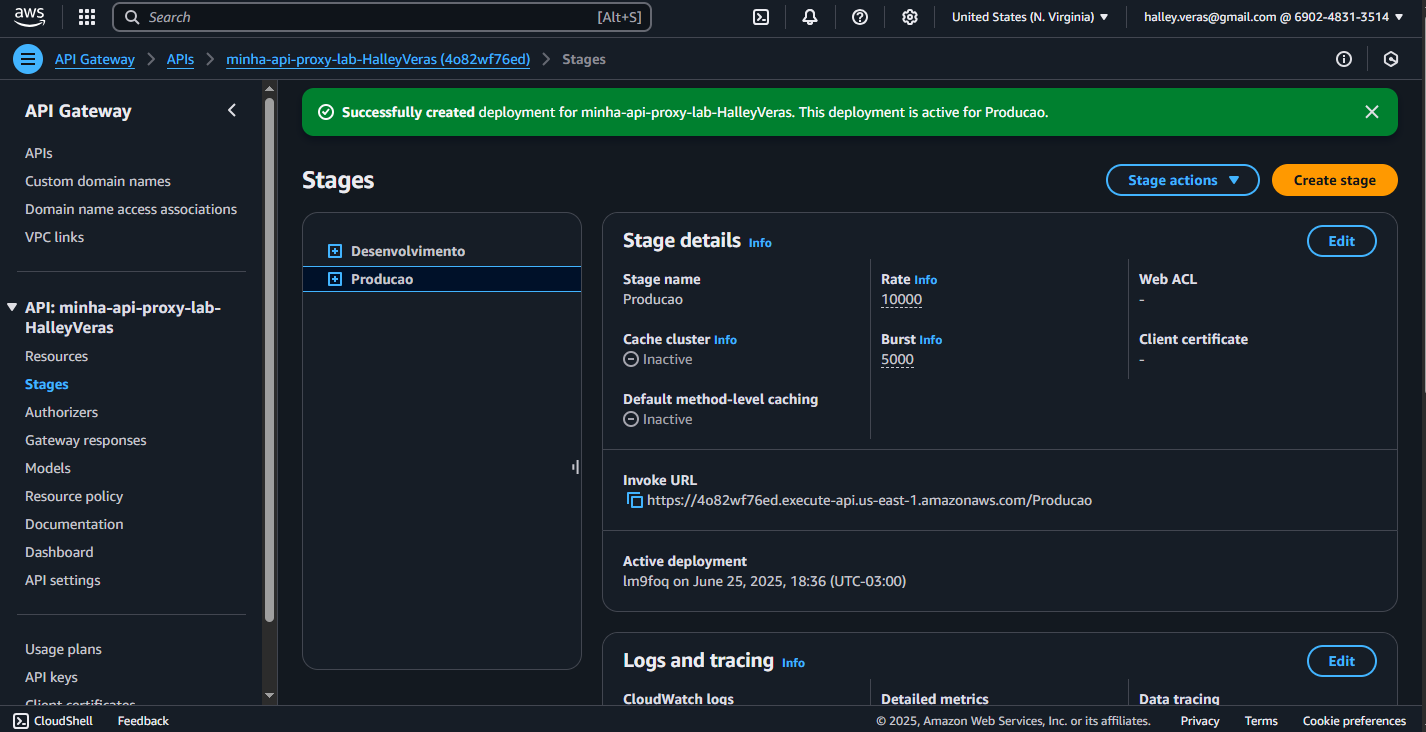 aws
Search [Alt+S]
United States (N. Virginia)
halley.veras@gmail.com @ 6902-4831-3514
API Gateway
APIs
minha-api-proxy-lab-HalleyVeras (4o82wf76ed)
Stages
API Gateway
APIs
Custom domain names
Domain name access associations
VPC links
API: minha-api-proxy-lab-
HalleyVeras
Resources
Stages
Authorizers
Gateway responses
Models
Resource policy
Documentation
Dashboard
API settings
Usage plans
API keys
Client certificates
Successfully created deployment for minha-api-proxy-lab-HalleyVeras. This deployment is active for Producao.
Stages
Stage actions
Create stage
Desenvolvimento
Producao
Stage details Info
Edit
Stage name
Producao
Cache cluster Info
Inactive
Default method-level caching
Inactive
Rate Info
10000
Burst Info
5000
Web ACL
-
Client certificate
-
Invoke URL
https://4o82wf76ed.execute-api.us-east-1.amazonaws.com/Producao
Active deployment
lm9foq on June 25, 2025, 18:36 (UTC-03:00)
Logs and tracing Info
Edit
CloudWatch logs
Detailed metrics
Data tracing
CloudShell
Feedback
© 2025, Amazon Web Services, Inc. or its affiliates.
Privacy
Terms
Cookie preferences